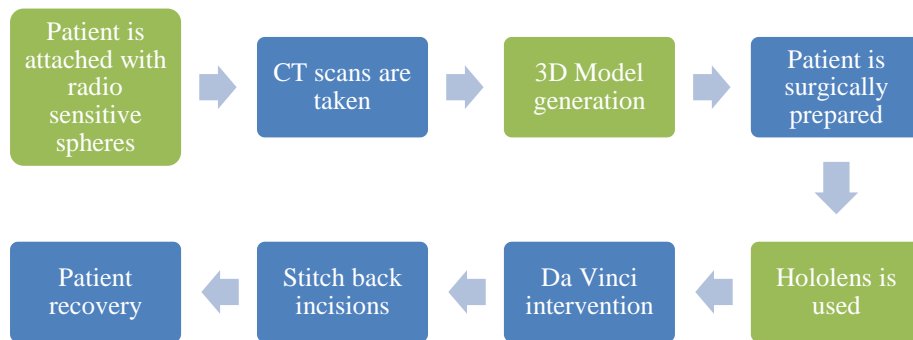 Patient is
attached with
radio
sensitive
spheres
CT scans are
taken
3D Model
generation
Patient is
surgically
prepared
Hololens is
used
Da Vinci
intervention
Stitch back
incisions
Patient
recovery